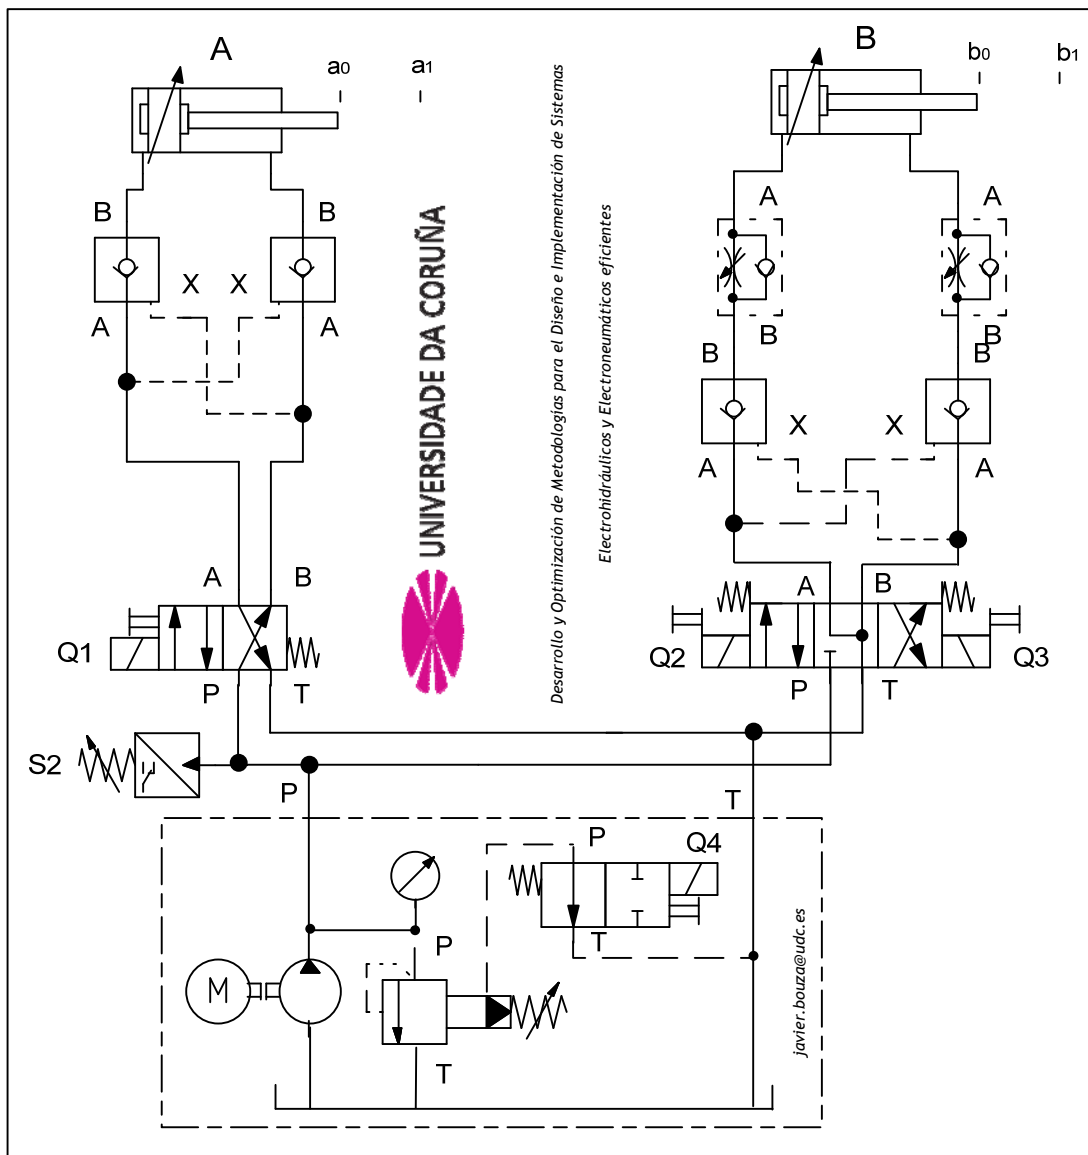 A
a0
a1
B
b0
b1
Desarrollo y Optimización de Metodologías para el Diseño e Implementación de Sistemas
Electrohidráulicos y Electroneumáticos eficientes
UNIVERSIDADE DA CORUÑA
B
B
X
X
A
A
A
A
B
B
B
B
X
X
A
A
A
B
Q1
P
T
A
B
Q2
Q3
P
T
S2
P
T
P
Q4
T
P
M
T
javier.bouza@udc.es